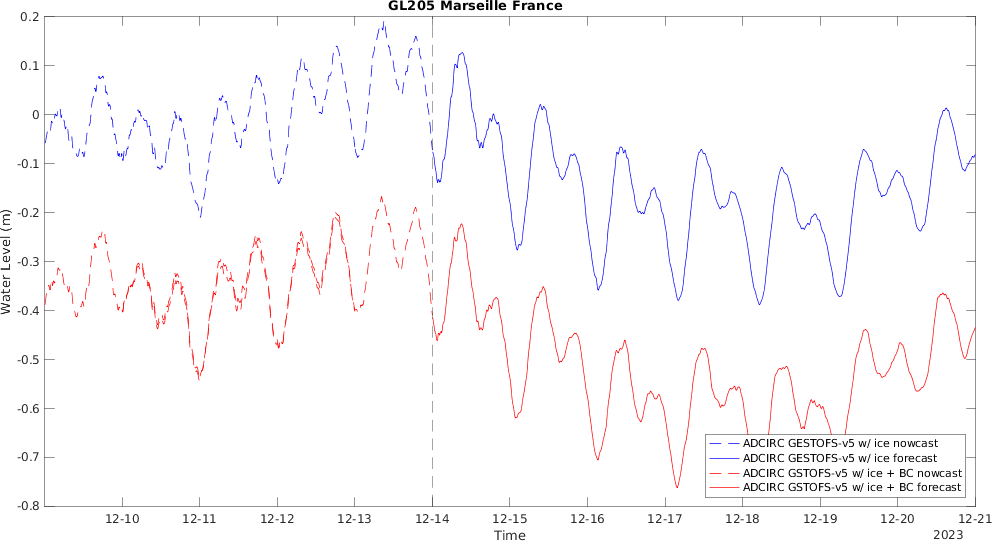 GL205 Marseille France
Water Level (m)
0.2
0.1
0
-0.1
-0.2
-0.3
-0.4
-0.5
-0.6
-0.7
-0.8
ADCIRC GESTOFS-v5 w/ ice nowcast
ADCIRC GESTOFS-v5 w/ ice forecast
ADCIRC GSTOFS-v5 w/ ice + BC nowcast
ADCIRC GSTOFS-v5 w/ ice + BC forecast
12-10 12-11 12-12 12-13 12-14 12-15 12-16 12-17 12-18 12-19 12-20 12-21
Time
2023